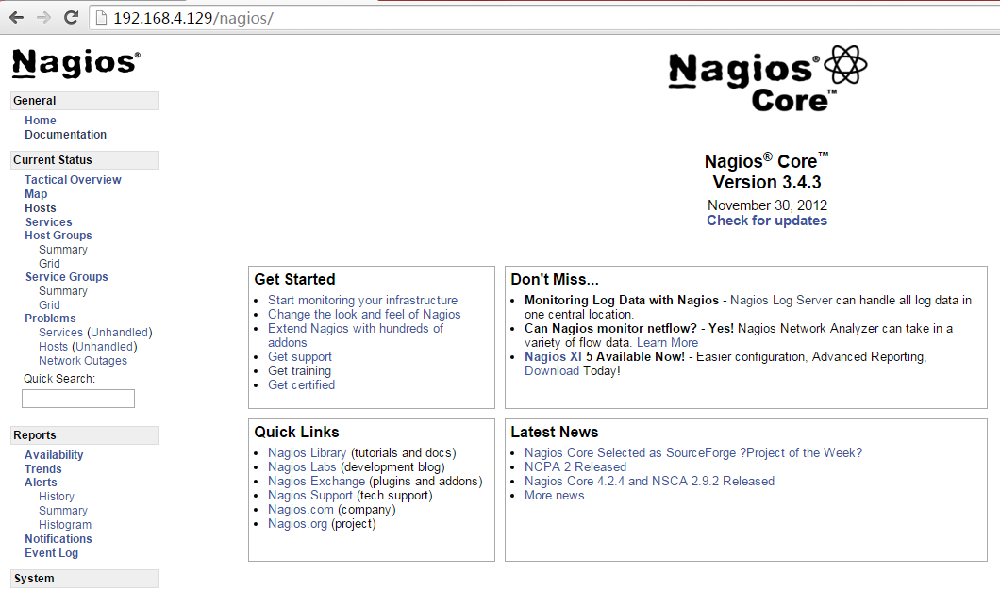 192.168.4.129/nagios/
Nagios®
General
Home
Documentation
Current Status
Tactical Overview
Map
Hosts
Services
Host Groups
Summary
Grid
Service Groups
Summary
Grid
Problems
Services (Unhandled)
Hosts (Unhandled)
Network Outages
Quick Search:
Reports
Availability
Trends
Alerts
History
Summary
Histogram
Notifications
Event Log
System
Nagios®
Core™
Nagios® Core™
Version 3.4.3
November 30, 2012
Check for updates
Get Started
Start monitoring your infrastructure
Change the look and feel of Nagios
Extend Nagios with hundreds of
addons
Get support
Get training
Get certified
Don't Miss...
Monitoring Log Data with Nagios - Nagios Log Server can handle all log data in
one central location.
Can Nagios monitor netflow? - Yes! Nagios Network Analyzer can take in a
variety of flow data. Learn More
Nagios XI 5 Available Now! - Easier configuration, Advanced Reporting,
Download Today!
Quick Links
Nagios Library (tutorials and docs)
Nagios Labs (development blog)
Nagios Exchange (plugins and addons)
Nagios Support (tech support)
Nagios.com (company)
Nagios.org (project)
Latest News
Nagios Core Selected as SourceForge ?Project of the Week?
NCPA 2 Released
Nagios Core 4.2.4 and NSCA 2.9.2 Released
More news...